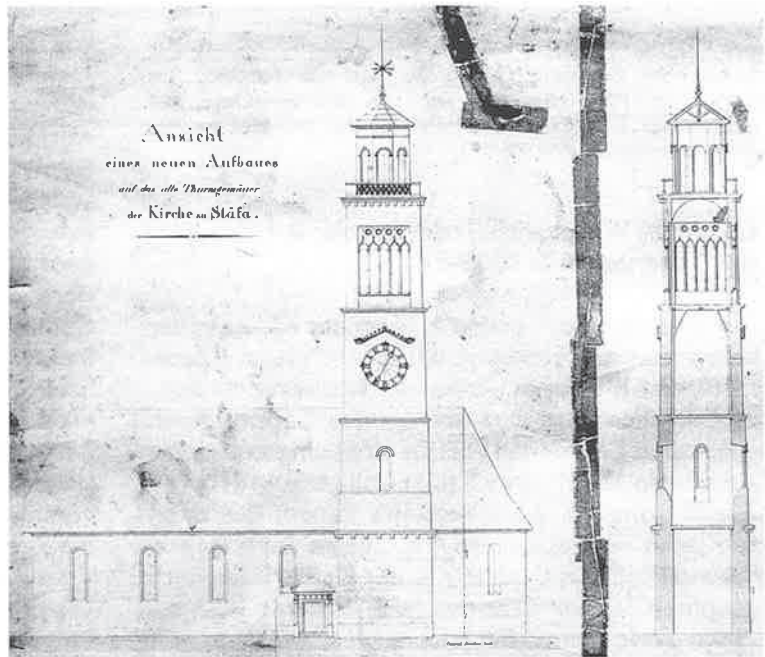 Ansicht
eines neuen Aufbaues
auf das alte Thurmgemäuer
der Kirche zu Stäfa.